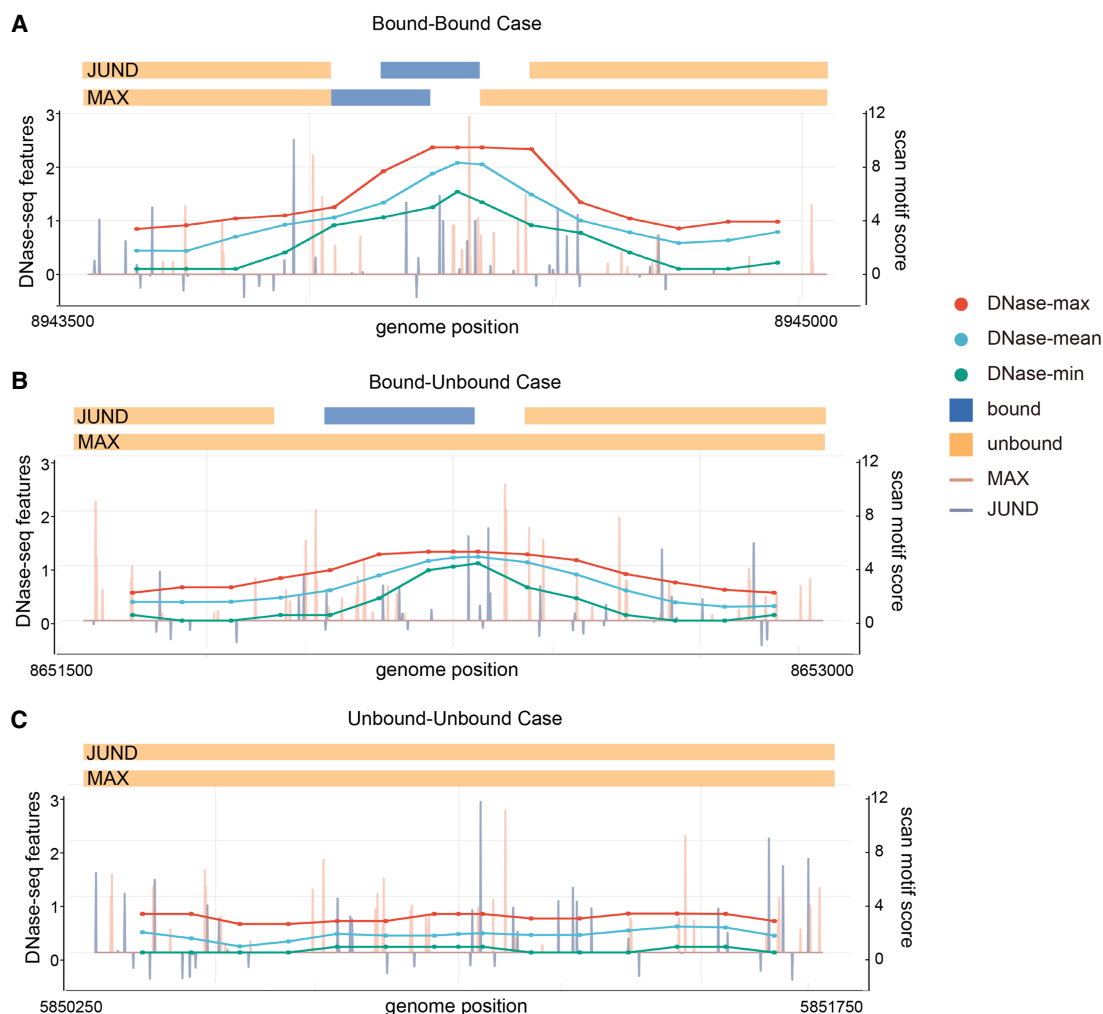 A
Bound-Bound Case
JUND
MAX
3
2
1
0
DNase-seq features
12
8
4
0
scan motif score
8943500
genome position
8945000
B
Bound-Unbound Case
JUND
MAX
3
2
1
0
DNase-seq features
12
8
4
0
scan motif score
8651500
genome position
8653000
C
Unbound-Unbound Case
JUND
MAX
3
2
1
0
DNase-seq features
12
8
4
0
scan motif score
5850250
genome position
5851750
DNase-max
DNase-mean
DNase-min
bound
unbound
MAX
JUND